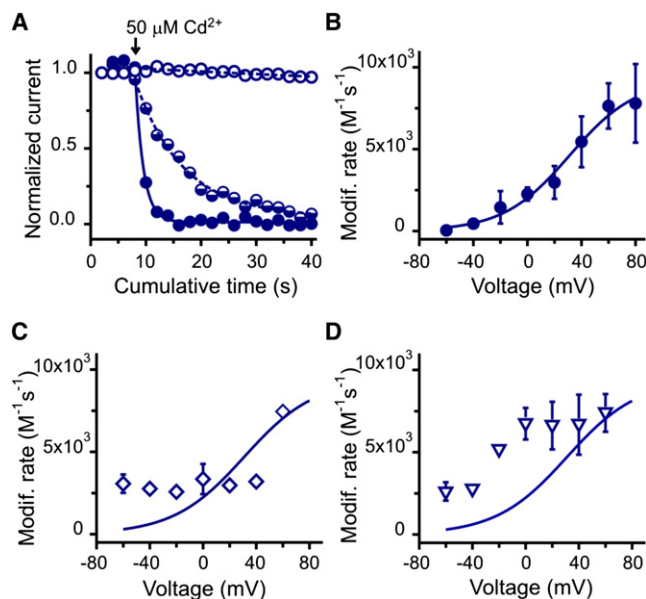 A
50 μM Cd²⁺
Normalized current
1.0
0.5
0.0
0 10 20 30 40
Cumulative time (s)
B
Modif. rate (M⁻¹s⁻¹)
10x10³
5x10³
0
-80 -40 0 40 80
Voltage (mV)
C
Modif. rate (M⁻¹s⁻¹)
10x10³
5x10³
0
-80 -40 0 40 80
Voltage (mV)
D
Modif. rate (M⁻¹s⁻¹)
10x10³
5x10³
0
-80 -40 0 40 80
Voltage (mV)